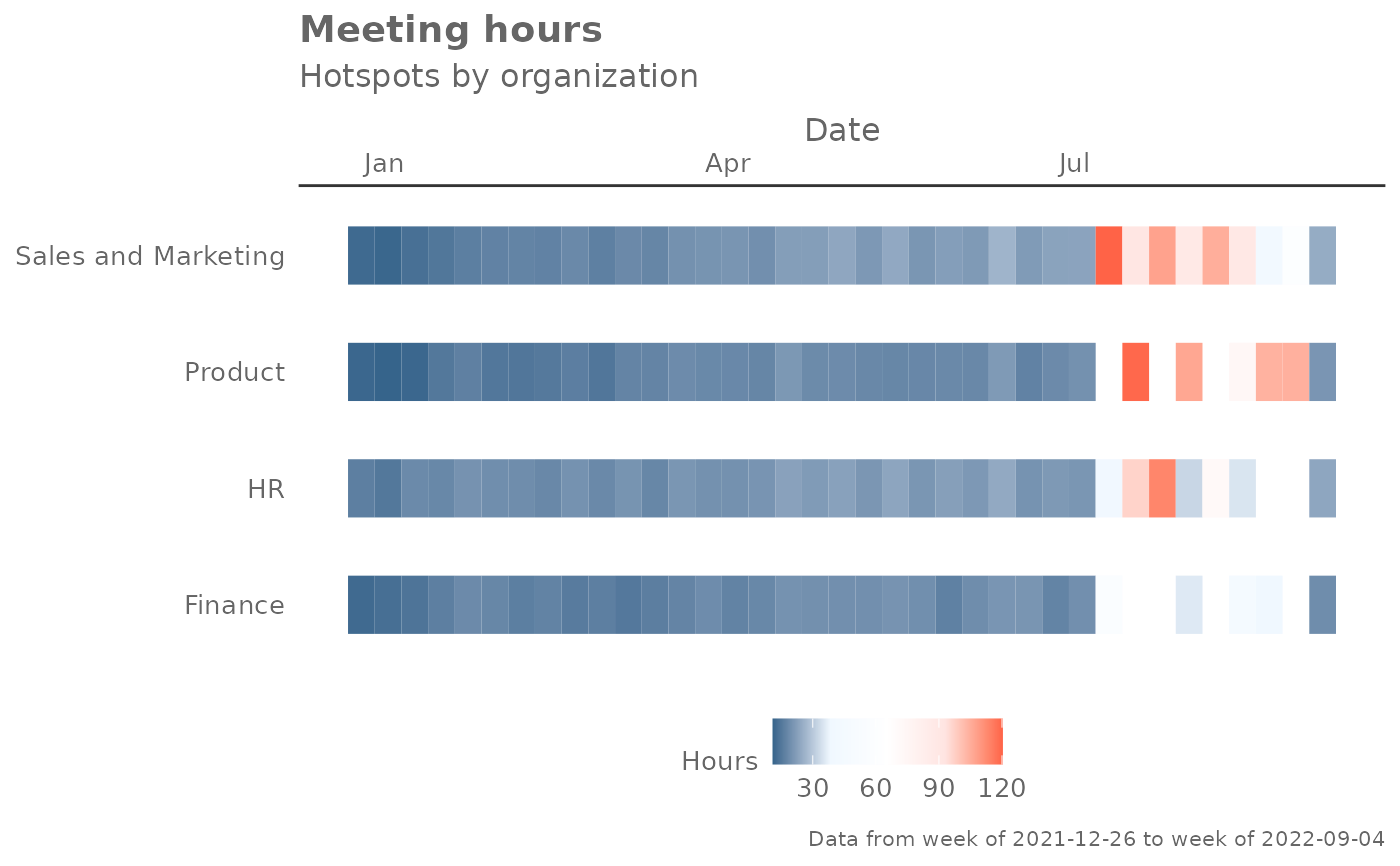 Meeting hours
Hotspots by organization
Date
Jan Apr Jul
Sales and Marketing
Product
HR
Finance
Hours
30 60 90 120
Data from week of 2021-12-26 to week of 2022-09-04